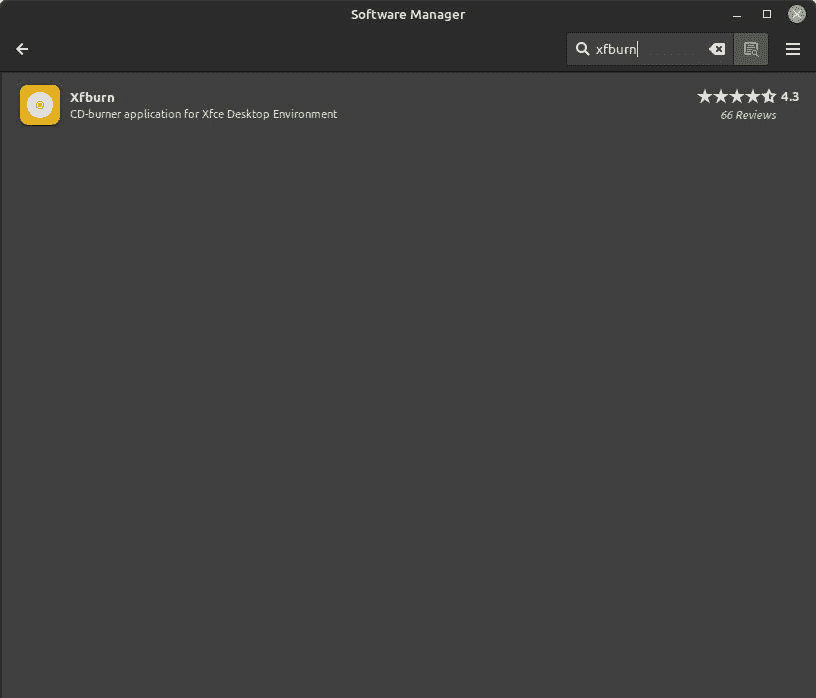 Software Manager
xfburn
Xfburn
CD-burner application for Xfce Desktop Environment
4.3
66 Reviews